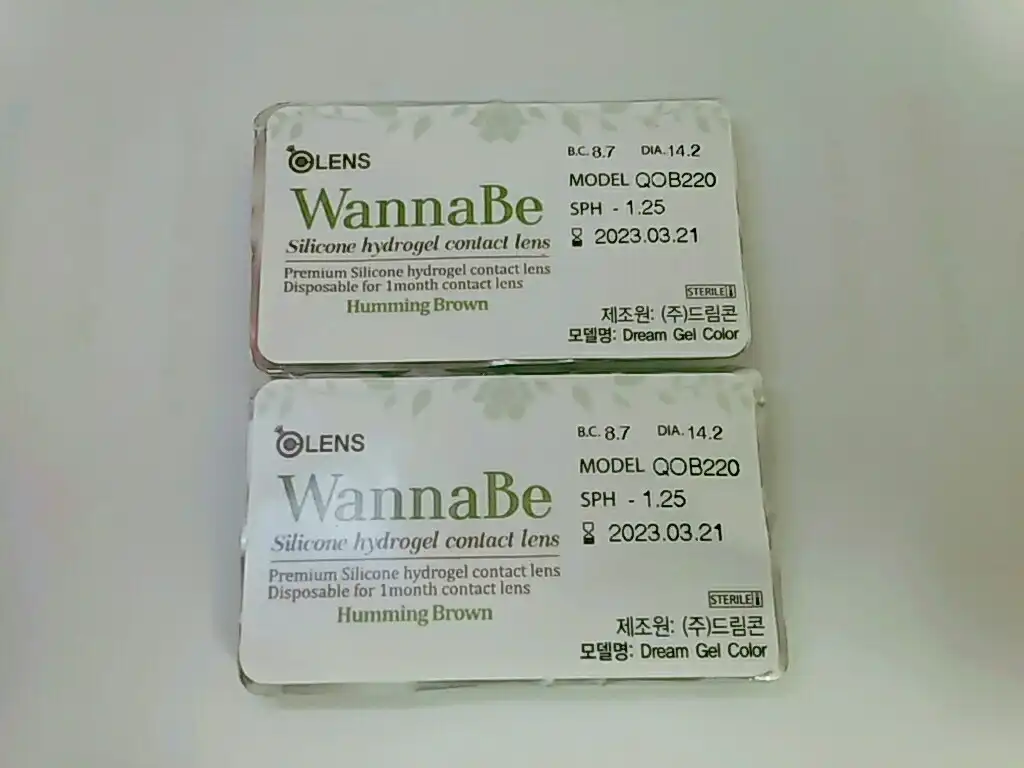 OLENS
WannaBe
Silicone hydrogel contact lens
Premium Silicone hydrogel contact lens
Disposable for 1month contact lens
Humming Brown
B.C. 8.7 DIA. 14.2
MODEL QOB220
SPH - 1.25
2023.03.21
STERILE
제조원: (주)드림콘
모델명: Dream Gel Color
OLENS
WannaBe
Silicone hydrogel contact lens
Premium Silicone hydrogel contact lens
Disposable for 1month contact lens
Humming Brown
B.C. 8.7 DIA. 14.2
MODEL QOB220
SPH - 1.25
2023.03.21
STERILE
제조원: (주)드림콘
모델명: Dream Gel Color